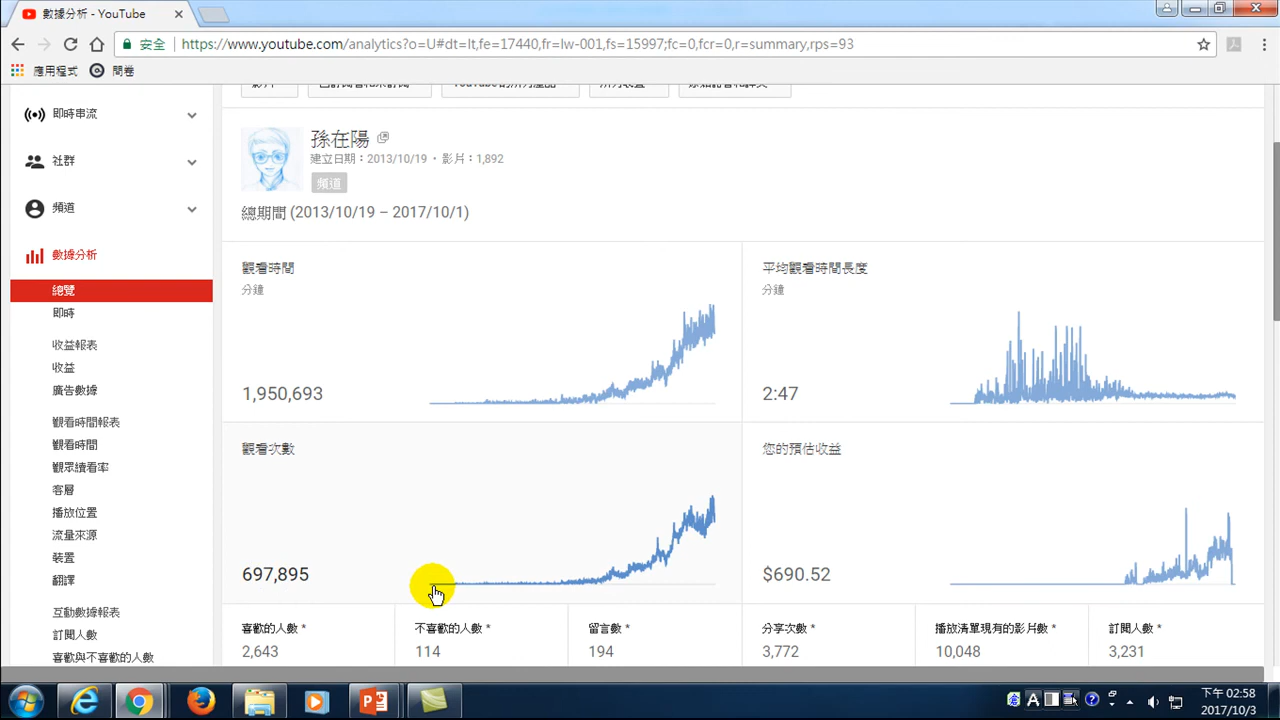 數據分析 - YouTube
安全 https://www.youtube.com/analytics?o=U#dt=lt,fe=17440,fr=lw-001,fs=15997;fc=0,fcr=0,r=summary,rps=93
應用程式 問卷
即時串流
社群
頻道
數據分析
總覽
即時
收益報表
收益
廣告數據
觀看時間報表
觀看時間
觀眾續看率
客層
播放位置
流量來源
裝置
翻譯
互動數據報表
訂閱人數
喜歡與不喜歡的人數
孫在陽
建立日期：2013/10/19 · 影片：1,892
頻道
總期間 (2013/10/19 – 2017/10/1)
觀看時間
分鐘
1,950,693
平均觀看時間長度
分鐘
2:47
觀看次數
697,895
您的預估收益
$690.52
喜歡的人數 *
2,643
不喜歡的人數 *
114
留言數 *
194
分享次數 *
3,772
播放清單現有的影片數 *
10,048
訂閱人數 *
3,231
下午 02:58
2017/10/3